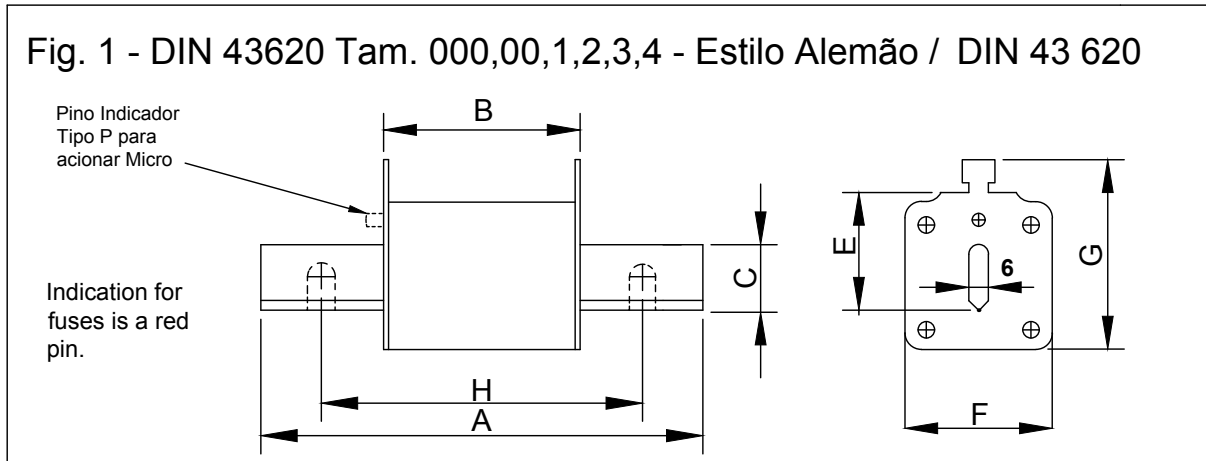 Fig. 1 - DIN 43620 Tam. 000,00,1,2,3,4 - Estilo Alemão / DIN 43 620
Pino Indicador
Tipo P para
acionar Micro
B
E
G
C
6
Indication for
fuses is a red
pin.
H
A
F